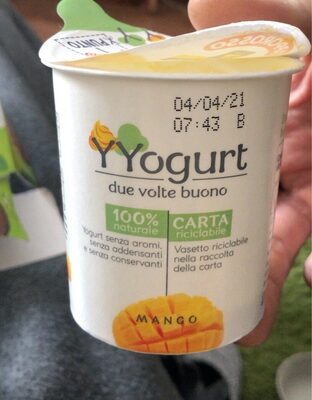 PUNTO
04/04/21
07:43 B
YYogurt
due volte buono
100%
naturale
Yogurt senza aromi,
senza addensanti
e senza conservanti
CARTA
riciclabile
Vasetto riciclabile
nella raccolta
della carta
MANGO